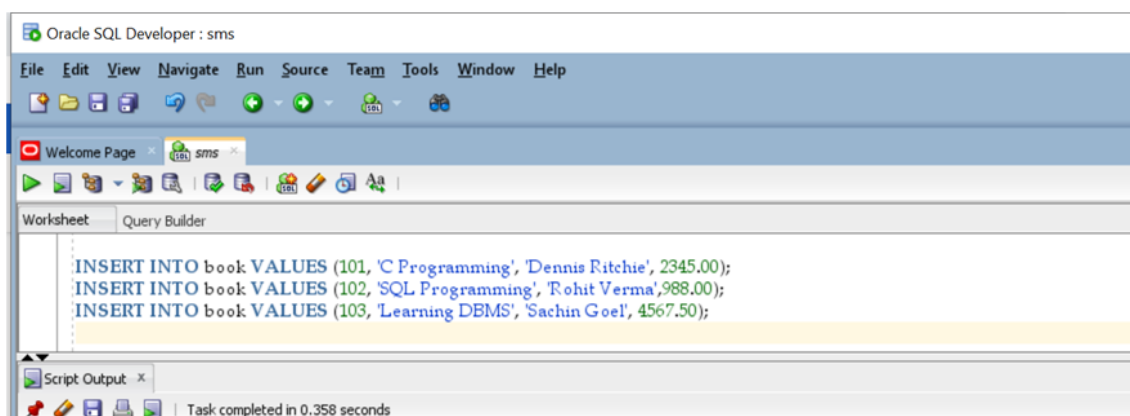 Oracle SQL Developer : sms
File Edit View Navigate Run Source Team Tools Window Help
Welcome Page sms
Worksheet Query Builder
INSERT INTO book VALUES (101, 'C Programming', 'Dennis Ritchie', 2345.00);
INSERT INTO book VALUES (102, 'SQL Programming', 'Rohit Verma',988.00);
INSERT INTO book VALUES (103, 'Learning DBMS', 'Sachin Goel', 4567.50);
Script Output x
Task completed in 0.358 seconds